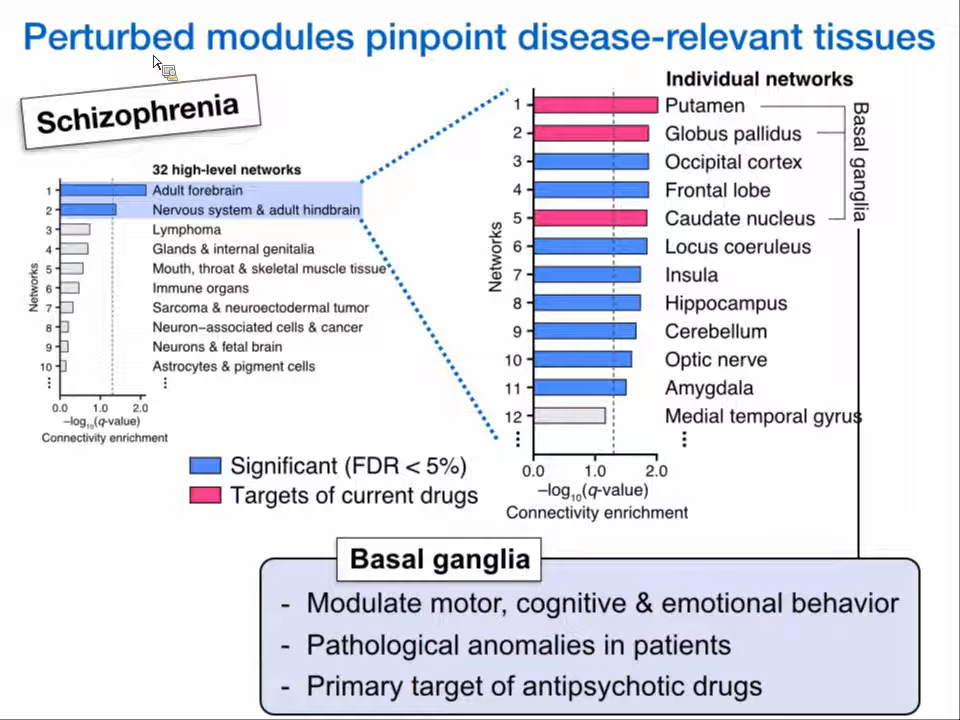 Perturbed modules pinpoint disease-relevant tissues
Schizophrenia
32 high-level networks
Networks
1 Adult forebrain
2 Nervous system & adult hindbrain
3 Lymphoma
4 Glands & internal genitalia
5 Mouth, throat & skeletal muscle tissue
6 Immune organs
7 Sarcoma & neuroectodermal tumor
8 Neuron−associated cells & cancer
9 Neurons & fetal brain
10 Astrocytes & pigment cells
⋮ ⋮
0.0 1.0 2.0
−log10(q-value)
Connectivity enrichment
Individual networks
Networks
1 Putamen
2 Globus pallidus
3 Occipital cortex
4 Frontal lobe
5 Caudate nucleus
6 Locus coeruleus
7 Insula
8 Hippocampus
9 Cerebellum
10 Optic nerve
11 Amygdala
12 Medial temporal gyrus
⋮ ⋮
0.0 1.0 2.0
−log10(q-value)
Connectivity enrichment
Basal ganglia
Significant (FDR < 5%)
Targets of current drugs
Basal ganglia
- Modulate motor, cognitive & emotional behavior
- Pathological anomalies in patients
- Primary target of antipsychotic drugs